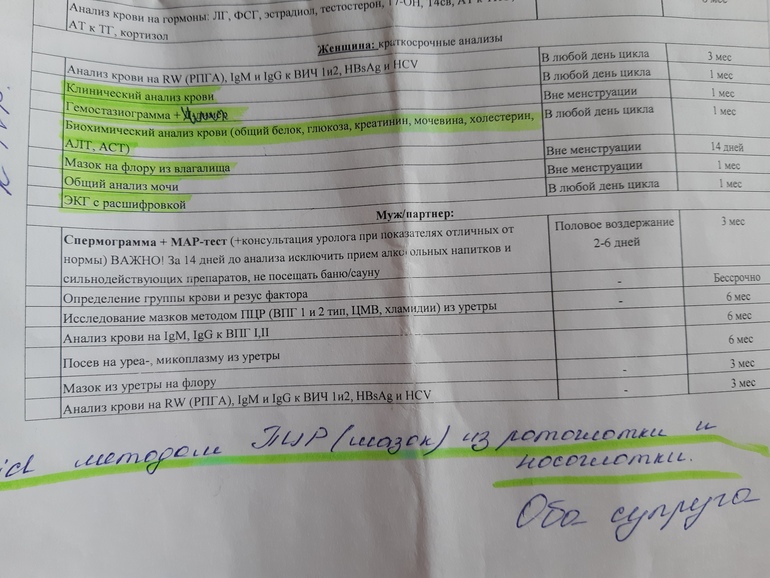 Анализ крови на гормоны: ЛГ, ФСГ, эстрадиол, тестостерон, 17-ОН,
АТ к ТГ, кортизол
Женщина: краткосрочные анализы
Анализ крови на RW (РПГА), IgM и IgG к ВИЧ 1и2, HBsAg и HCV В любой день цикла 3 мес
Клинический анализ крови В любой день цикла 1 мес
Гемостазиограмма + Вне менструации 1 мес
Биохимический анализ крови (общий белок, глюкоза, креатинин, мочевина, холестерин, В любой день цикла 1 мес
АЛТ, АСТ)
Мазок на флору из влагалища Вне менструации 14 дней
Общий анализ мочи Вне менструации 1 мес
ЭКГ с расшифровкой В любой день цикла 1 мес
Муж/партнер:
Спермограмма + МАР-тест (+консультация уролога при показателях отличных от Половое воздержание 3 мес
нормы) ВАЖНО! За 14 дней до анализа исключить прием алкогольных напитков и 2-6 дней
сильнодействующих препаратов, не посещать баню/сауну
Определение группы крови и резус фактора - Бессрочно
Исследование мазков методом ПЦР (ВПГ 1 и 2 тип, ЦМВ, хламидии) из уретры - 6 мес
Анализ крови на IgM, IgG к ВПГ I,II 6 мес
Посев на уреа-, микоплазму из уретры 6 мес
Мазок из уретры на флору - 3 мес
Анализ крови на RW (РПГА), IgM и IgG к ВИЧ 1и2, HBsAg и HCV - 3 мес
методом ПЦР (мазок) из ротоглотки и
носоглотки.
Оба супруга